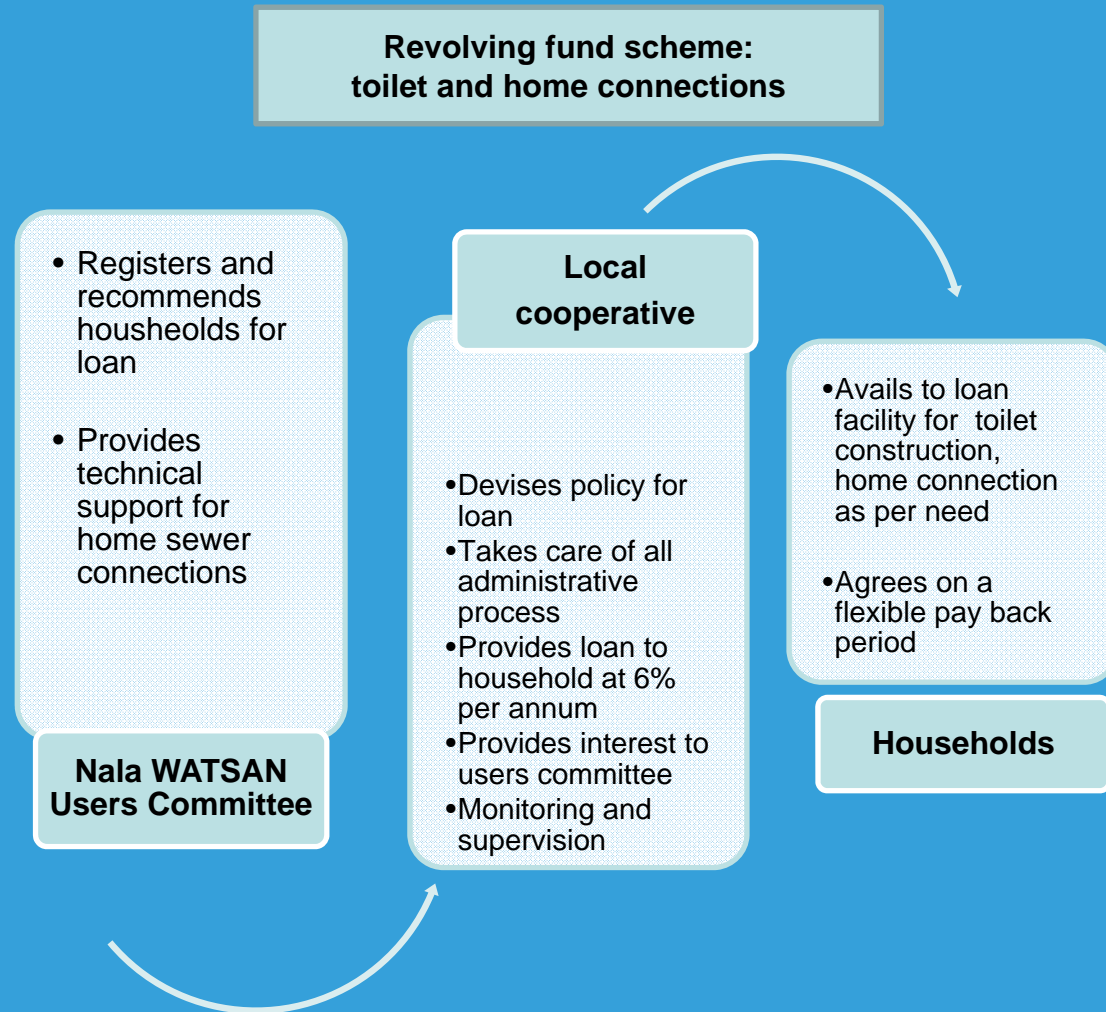 Revolving fund scheme:
toilet and home connections
• Registers and
recommends
housheolds for
loan
• Provides
technical
support for
home sewer
connections
Nala WATSAN
Users Committee
Local
cooperative
•Devises policy for
loan
•Takes care of all
administrative
process
•Provides loan to
household at 6%
per annum
•Provides interest to
users committee
•Monitoring and
supervision
•Avails to loan
facility for toilet
construction,
home connection
as per need
•Agrees on a
flexible pay back
period
Households